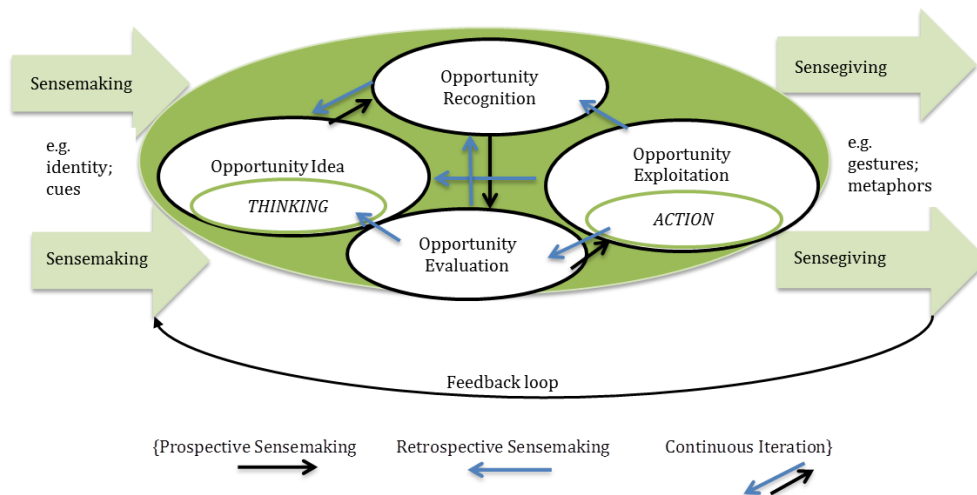 Sensemaking
e.g.
identity;
cues
Sensemaking
Opportunity
Recognition
Opportunity Idea
THINKING
Opportunity
Evaluation
Opportunity
Exploitation
ACTION
Sensegiving
e.g.
gestures;
metaphors
Sensegiving
Feedback loop
{Prospective Sensemaking
Retrospective Sensemaking
Continuous Iteration}